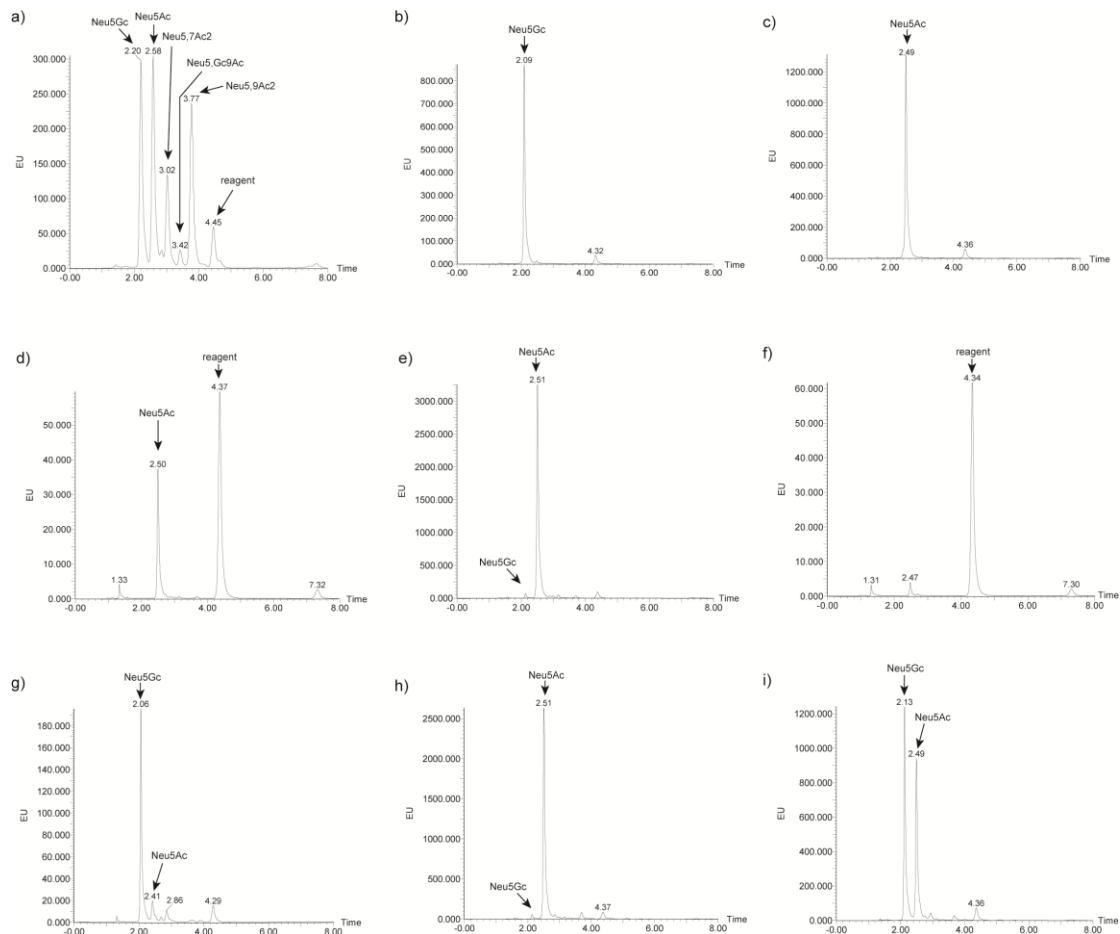 a)
Neu5Gc
Neu5Ac
Neu5,7Ac2
Neu5,Gc9Ac
Neu5,9Ac2
reagent
2.20
2.58
3.02
3.42
3.77
4.45
300.000
250.000
200.000
150.000
100.000
50.000
0.000
EU
-0.00 2.00 4.00 6.00 8.00
Time
b)
Neu5Gc
2.09
4.32
800.000
700.000
600.000
500.000
400.000
300.000
200.000
100.000
0.000
EU
-0.00 2.00 4.00 6.00 8.00
Time
c)
Neu5Ac
2.49
4.36
1200.000
1000.000
800.000
600.000
400.000
200.000
0.000
EU
-0.00 2.00 4.00 6.00 8.00
Time
d)
reagent
4.37
Neu5Ac
2.50
1.33
7.32
50.000
40.000
30.000
20.000
10.000
0.000
EU
-0.00 2.00 4.00 6.00 8.00
Time
e)
Neu5Ac
2.51
Neu5Gc
3000.000
2500.000
2000.000
1500.000
1000.000
500.000
0.000
EU
-0.00 2.00 4.00 6.00 8.00
Time
f)
reagent
4.34
1.31
2.47
7.30
60.000
50.000
40.000
30.000
20.000
10.000
0.000
EU
-0.00 2.00 4.00 6.00 8.00
Time
g)
Neu5Gc
2.06
Neu5Ac
2.41
2.86
4.29
180.000
160.000
140.000
120.000
100.000
80.000
60.000
40.000
20.000
0.000
EU
-0.00 2.00 4.00 6.00 8.00
Time
h)
Neu5Ac
2.51
Neu5Gc
4.37
2500.000
2000.000
1500.000
1000.000
500.000
0.000
EU
-0.00 2.00 4.00 6.00 8.00
Time
i)
Neu5Gc
2.13
Neu5Ac
2.49
4.36
1200.000
1000.000
800.000
600.000
400.000
200.000
0.000
EU
-0.00 2.00 4.00 6.00 8.00
Time